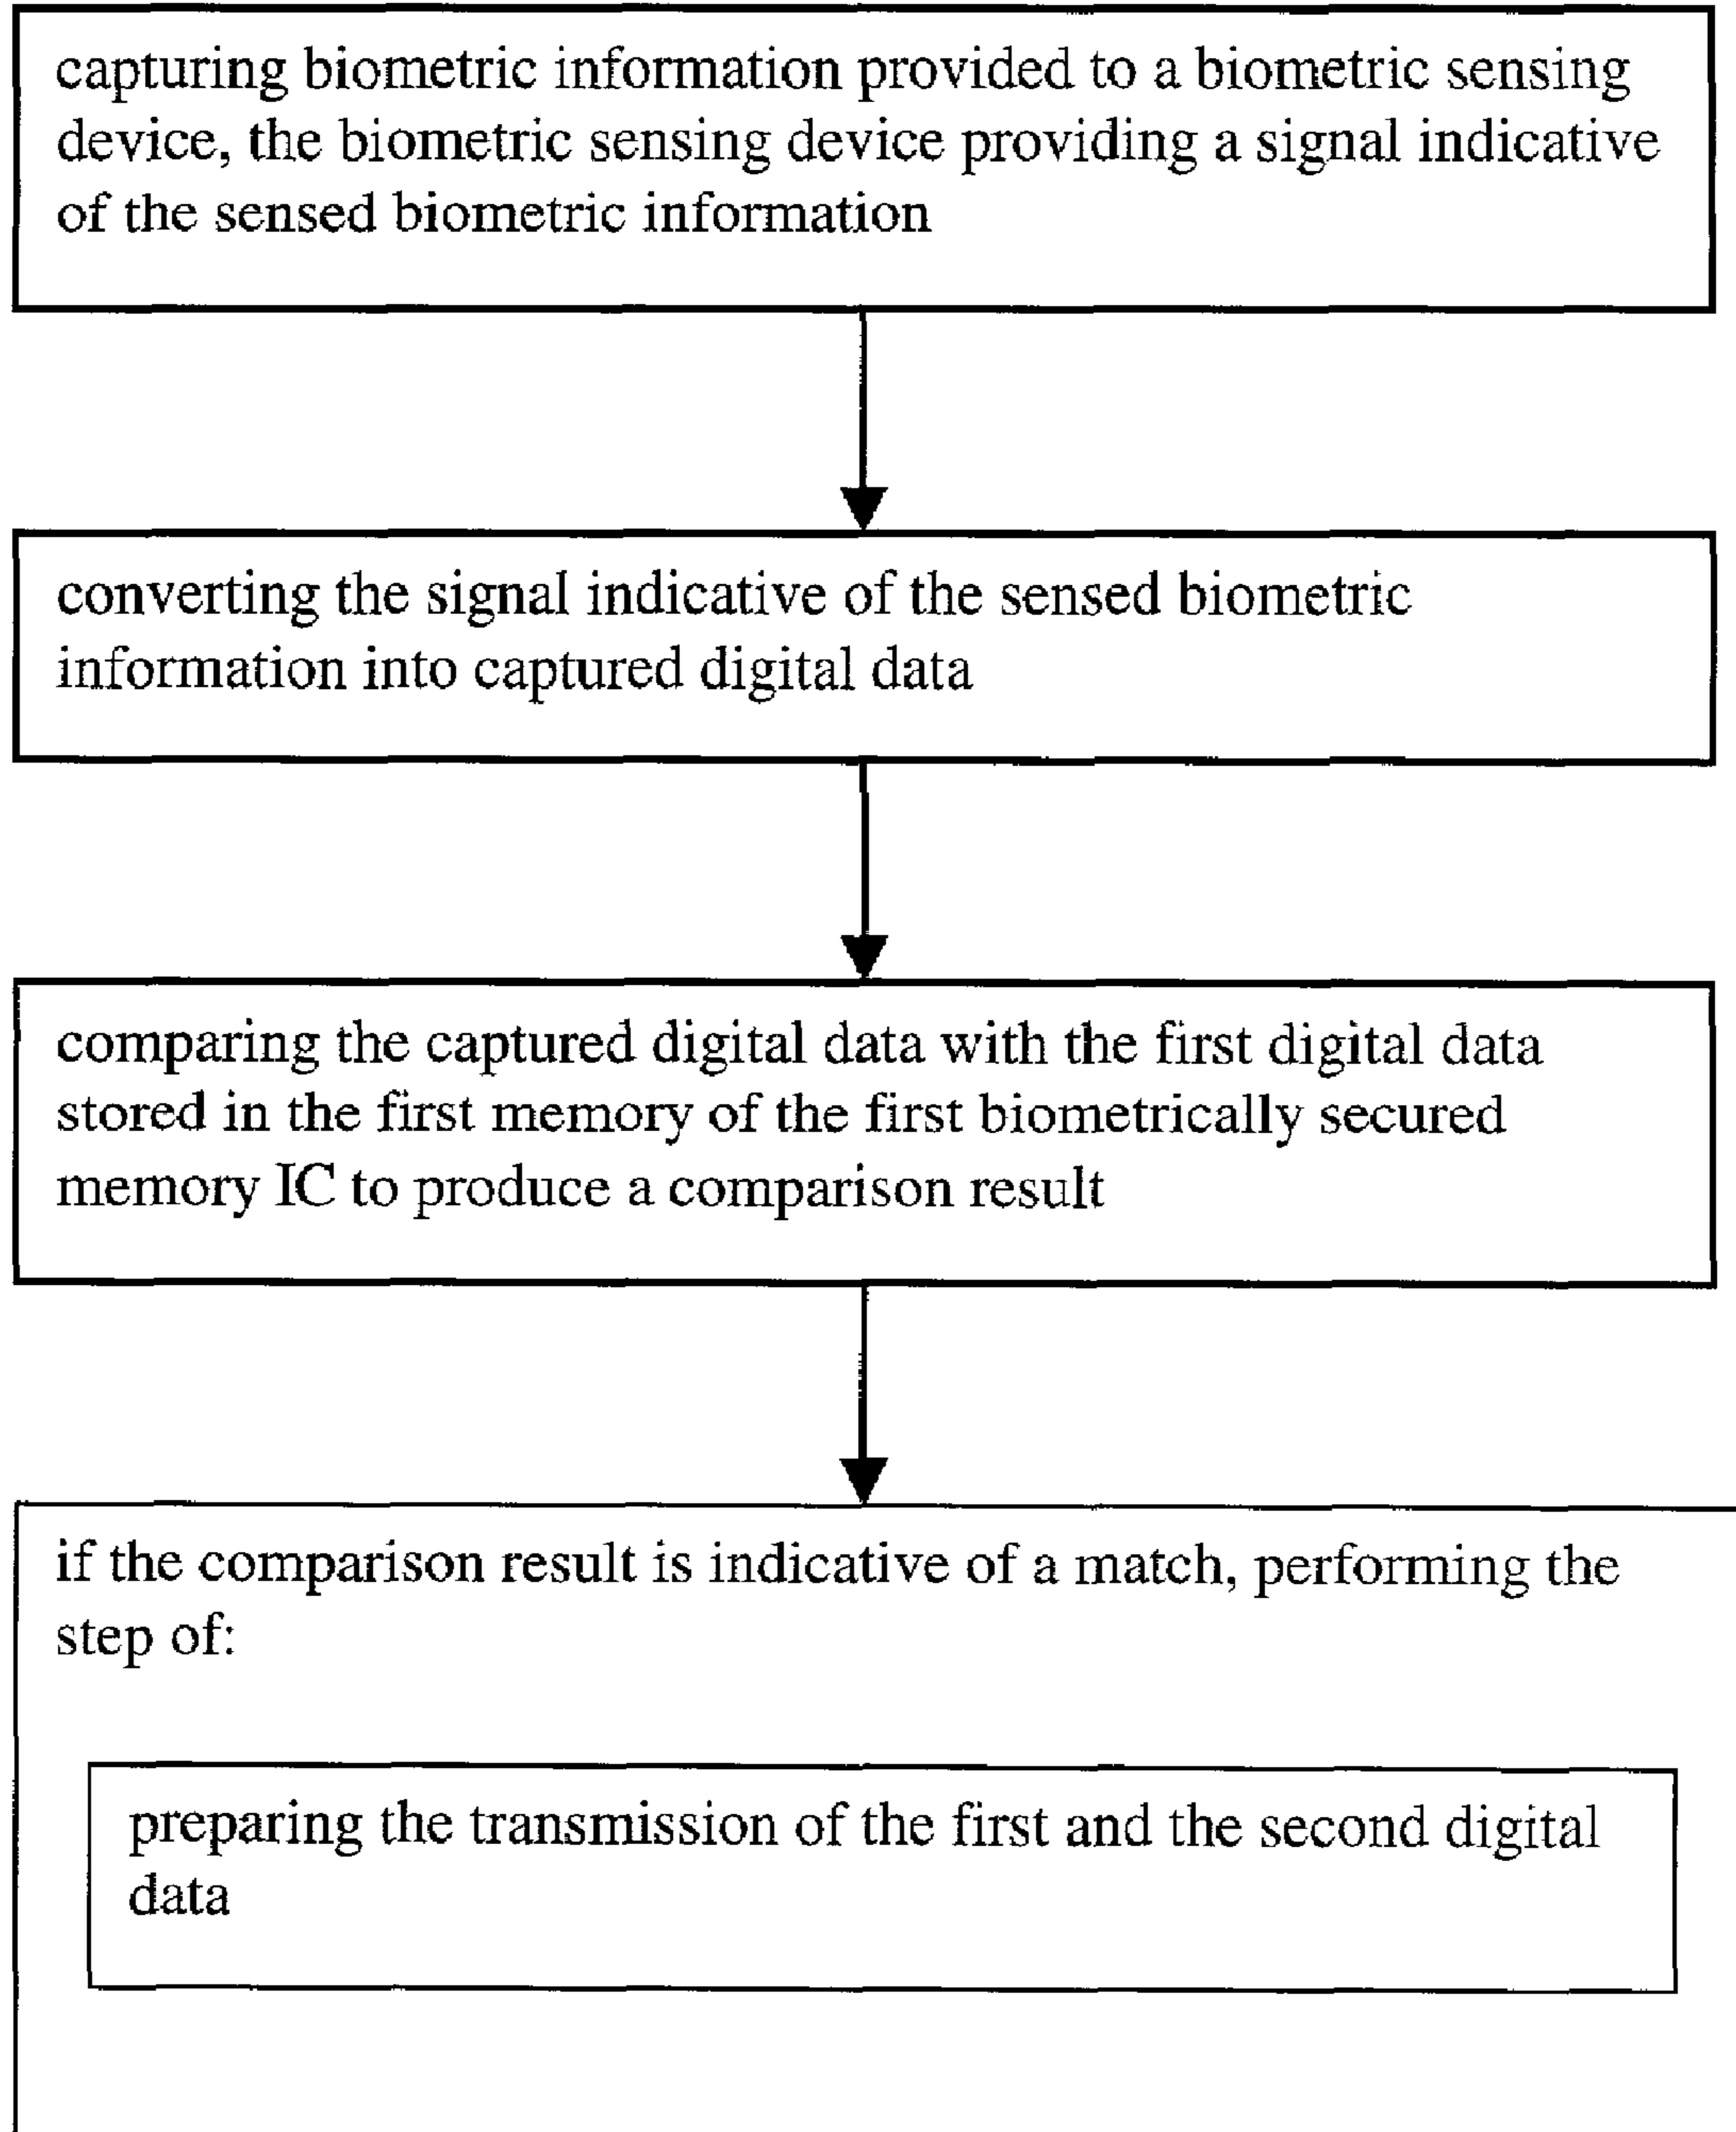 capturing biometric information provided to a biometric sensing
device, the biometric sensing device providing a signal indicative
of the sensed biometric information
converting the signal indicative of the sensed biometric
information into captured digital data
comparing the captured digital data with the first digital data
stored in the first memory of the first biometrically secured
memory IC to produce a comparison result
if the comparison result is indicative of a match, performing the
step of:
preparing the transmission of the first and the second digital
data